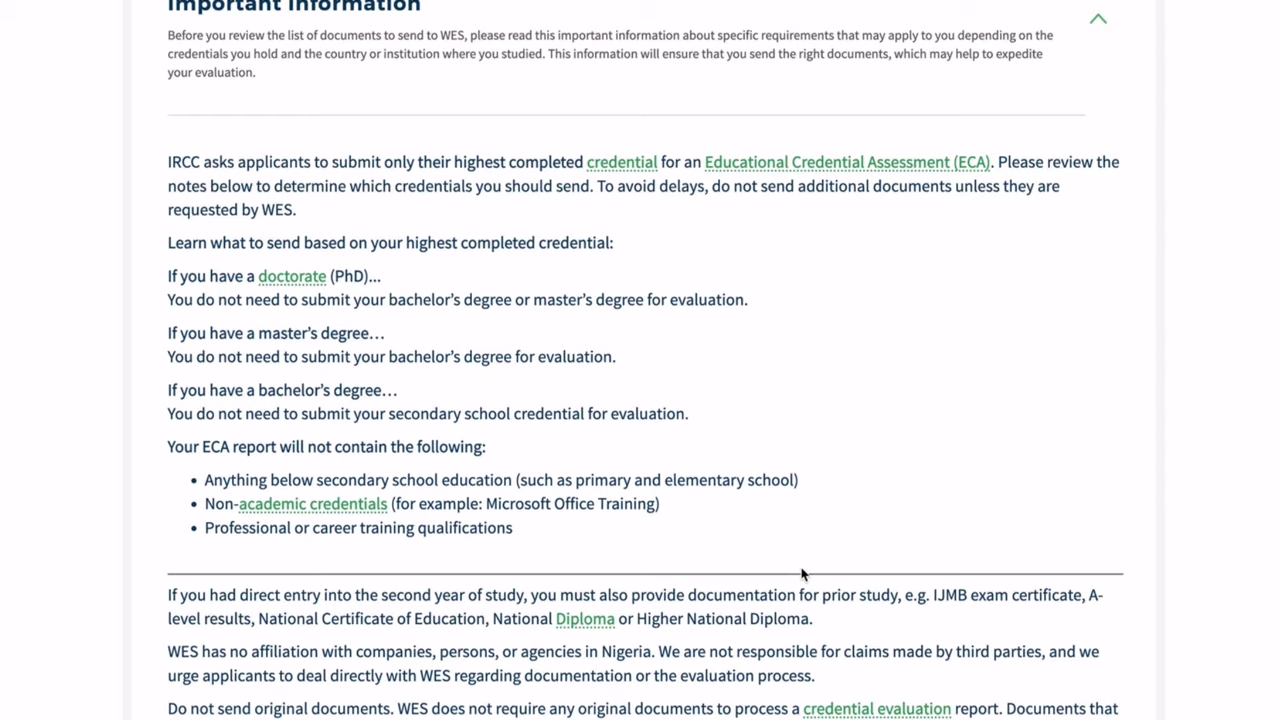 Important Information
Before you review the list of documents to send to WES, please read this important information about specific requirements that may apply to you depending on the
credentials you hold and the country or institution where you studied. This information will ensure that you send the right documents, which may help to expedite
your evaluation.
IRCC asks applicants to submit only their highest completed credential for an Educational Credential Assessment (ECA). Please review the
notes below to determine which credentials you should send. To avoid delays, do not send additional documents unless they are
requested by WES.
Learn what to send based on your highest completed credential:
If you have a doctorate (PhD)...
You do not need to submit your bachelor’s degree or master’s degree for evaluation.
If you have a master’s degree…
You do not need to submit your bachelor’s degree for evaluation.
If you have a bachelor’s degree…
You do not need to submit your secondary school credential for evaluation.
Your ECA report will not contain the following:
• Anything below secondary school education (such as primary and elementary school)
• Non-academic credentials (for example: Microsoft Office Training)
• Professional or career training qualifications
If you had direct entry into the second year of study, you must also provide documentation for prior study, e.g. IJMB exam certificate, A-
level results, National Certificate of Education, National Diploma or Higher National Diploma.
WES has no affiliation with companies, persons, or agencies in Nigeria. We are not responsible for claims made by third parties, and we
urge applicants to deal directly with WES regarding documentation or the evaluation process.
Do not send original documents. WES does not require any original documents to process a credential evaluation report. Documents that